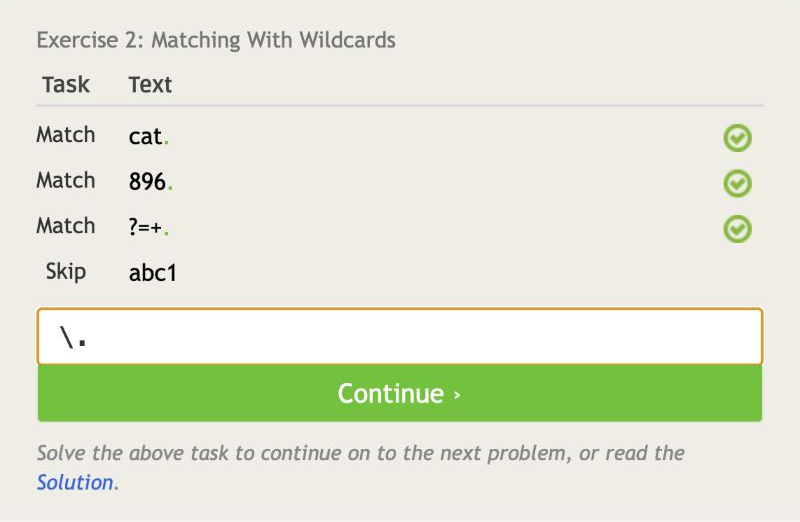 Exercise 2: Matching With Wildcards
Task Text
Match cat.
Match 896.
Match ?=+.
Skip abc1
\.
Continue ›
Solve the above task to continue on to the next problem, or read the
Solution.